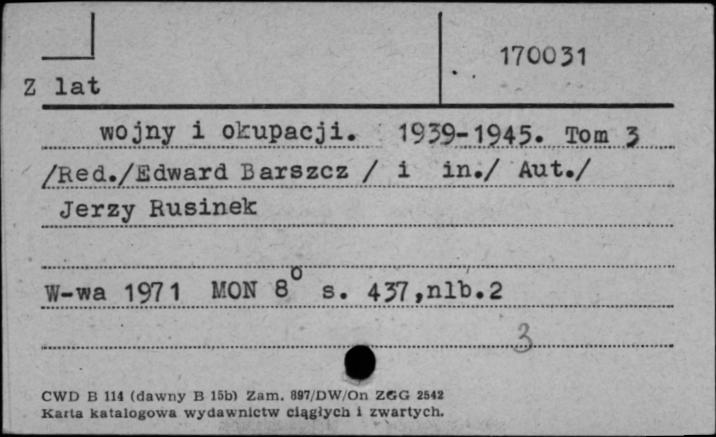 170031
Z lat
wojny i okupacji. 1939-1945. Tom 3
/Red./Edward Barszcz / i in./ Aut./
Jerzy Rusinek
W-wa 1971 MON 8° s. 437,nlb.2
3
CWD B 114 (dawny B 15b) Zam. 897/DW/On ZGG 2542
Karta katalogowa wydawnictw ciągłych i zwartych.